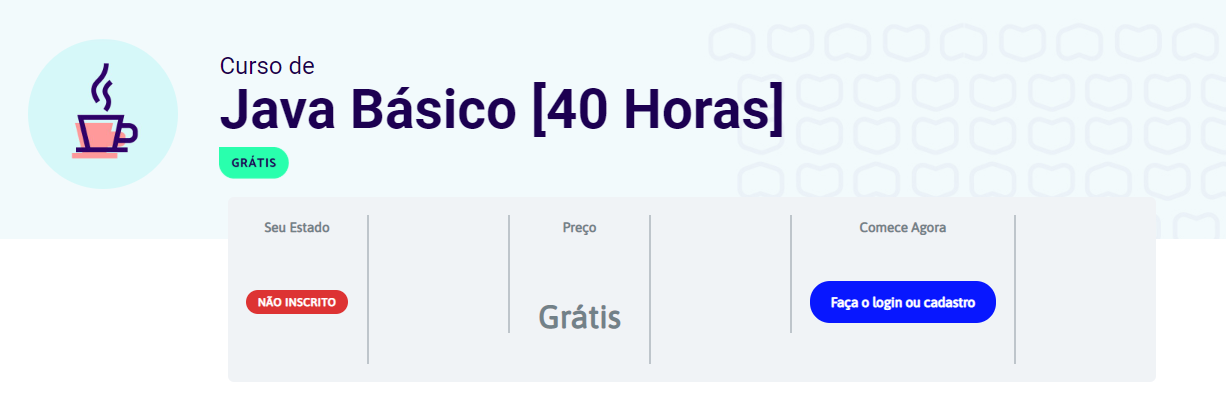 Curso de
Java Básico [40 Horas]
GRÁTIS
Seu Estado
Preço
Comece Agora
NÃO INSCRITO
Grátis
Faça o login ou cadastro